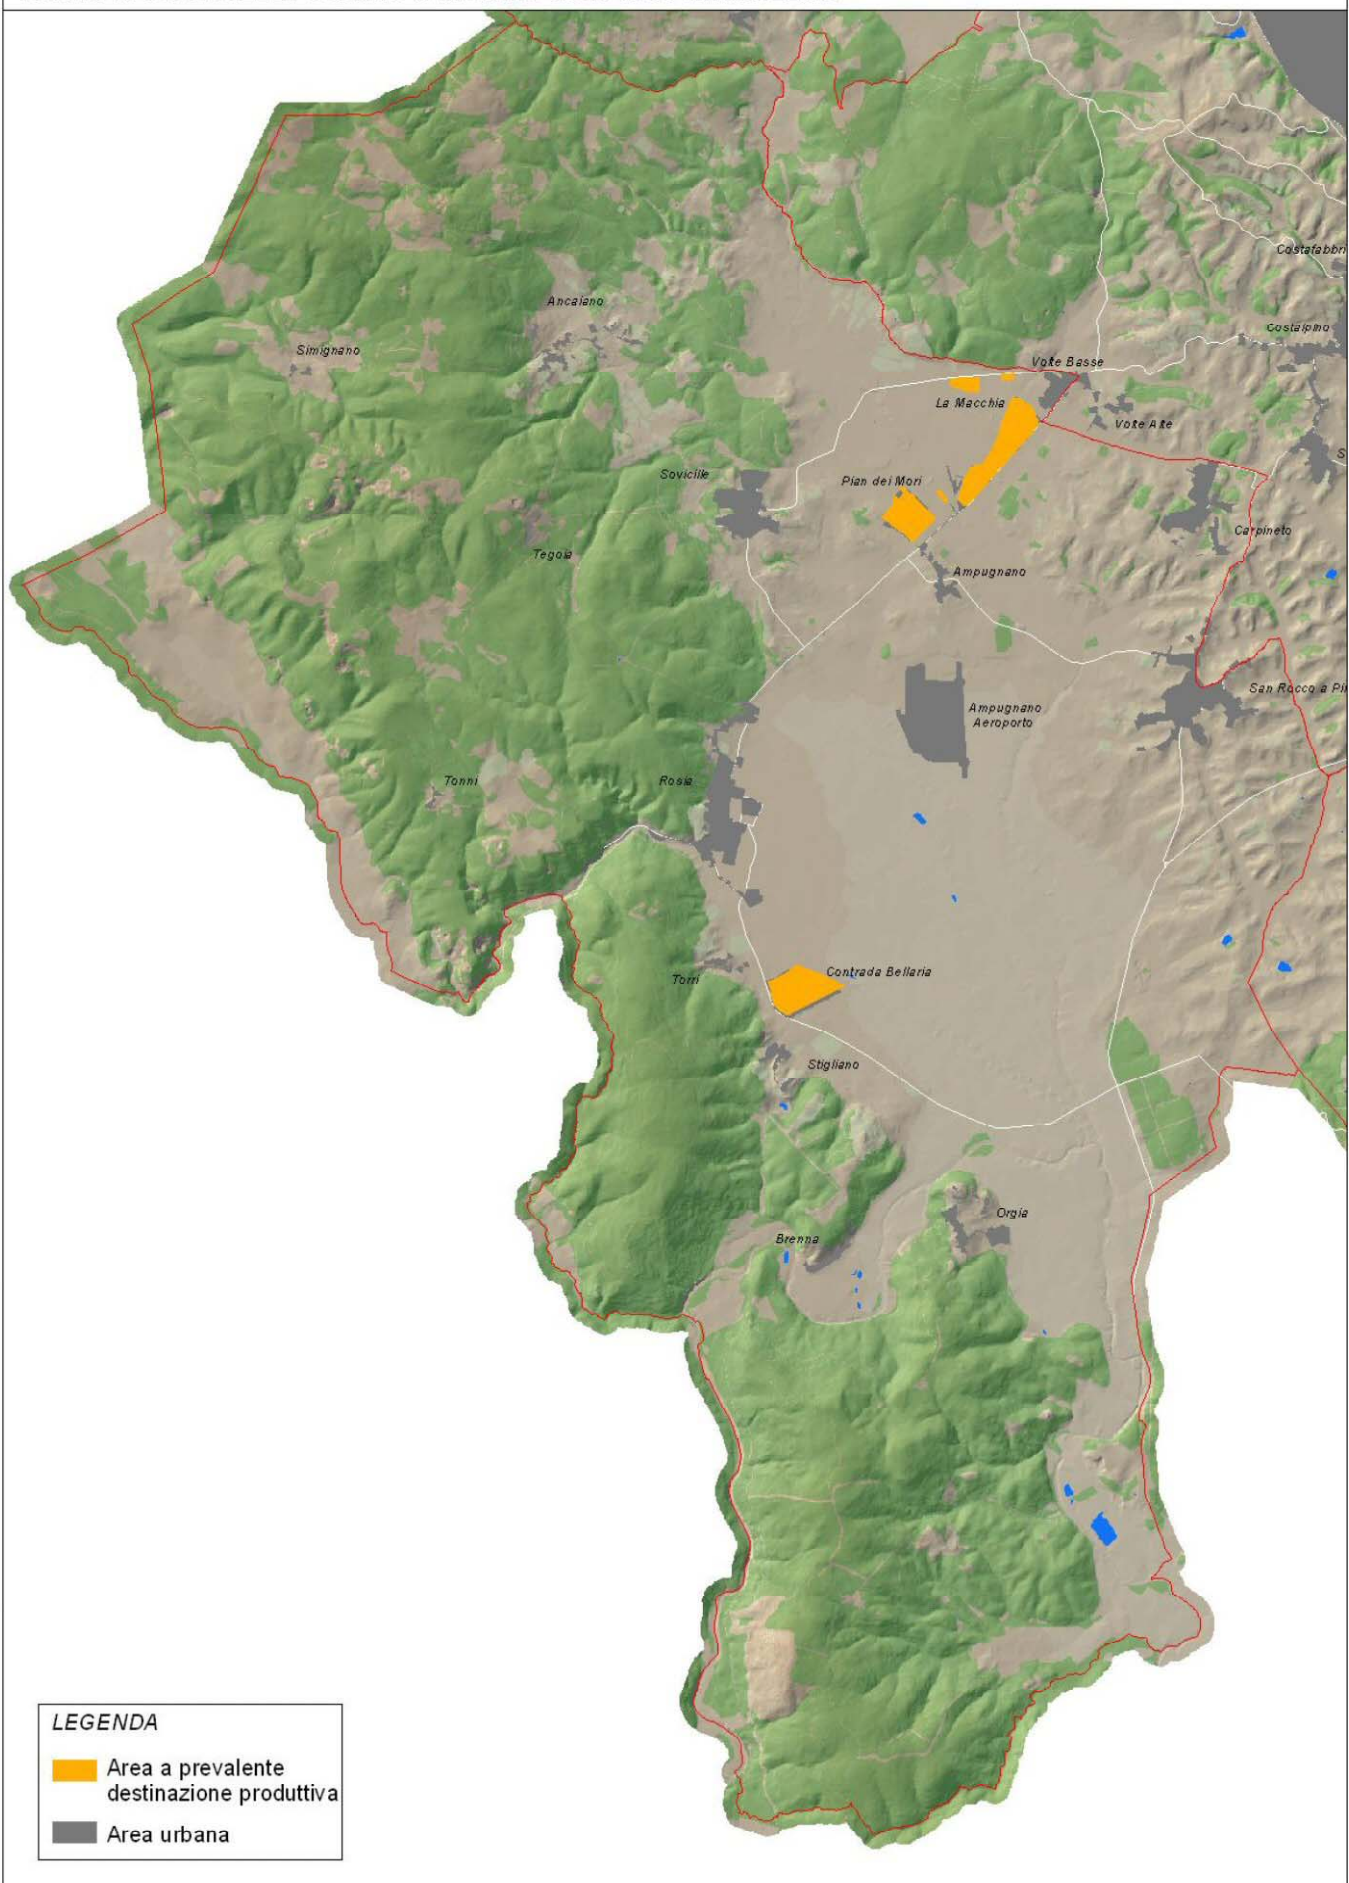 Costafabbri
Ancaiano
Costalpino
Simignano
Volte Basse
La Macchia
Volte Alte
Sovicille
Pian dei Mori
Carpineto
Tegoia
Ampugnano
San Rocco a Pi
Ampugnano
Aeroporto
Tonni
Rosia
Torri
Contrada Bellaria
Stigliano
Orgia
Brenna
LEGENDA
Area a prevalente
destinazione produttiva
Area urbana